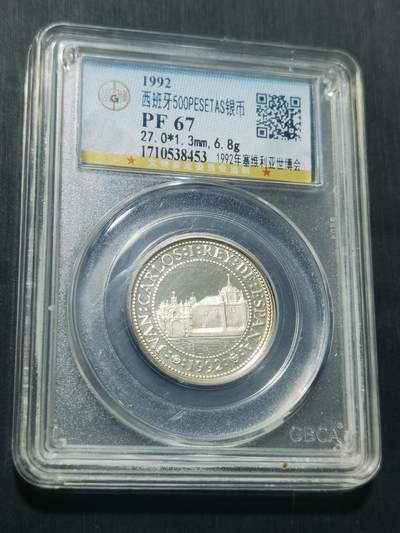 1992
西班牙500PESETAS银币
PF 67
27.0*1.3mm,6.8g
1710538453 1992年塞维利亚世博会
G
IVAN·CARLOS·I·REY·DE·ESPAÑA
·1992·
GBCA